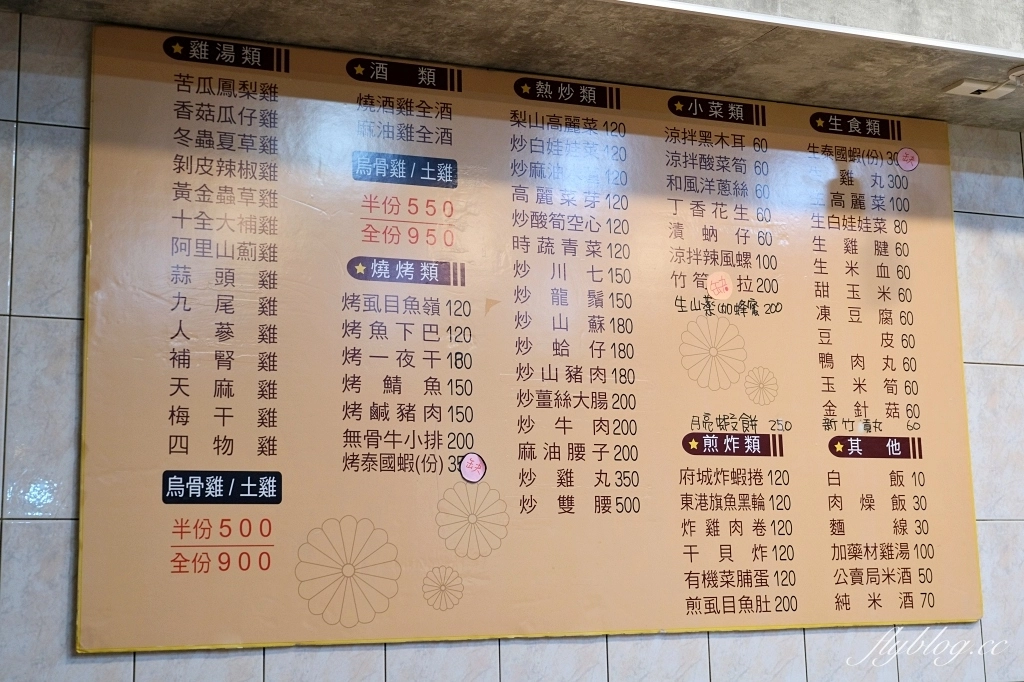 雞湯類
苦瓜鳳梨雞
香菇瓜仔雞
冬蟲夏草雞
剝皮辣椒雞
黃金蟲草雞
十全大補雞
阿里山薊雞
蒜頭雞
九尾雞
人蔘雞
補腎雞
天麻雞
梅干雞
四物雞
烏骨雞/土雞
半份500
全份900
酒類
燒酒雞全酒
麻油雞全酒
烏骨雞/土雞
半份550
全份950
燒烤類
烤虱目魚嶺120
烤魚下巴120
烤一夜干180
烤鯖魚150
烤鹹豬肉150
無骨牛小排200
烤泰國蝦(份)35
熱炒類
梨山高麗菜120
炒白娃娃菜120
炒麻油 120
高麗菜芽120
炒酸筍空心120
時蔬青菜120
炒川七150
炒龍鬚150
炒山蘇180
炒蛤仔180
炒山豬肉180
炒薑絲大腸200
炒牛肉200
麻油腰子200
炒雞丸350
炒雙腰500
小菜類
涼拌黑木耳60
涼拌酸菜筍60
和風洋蔥絲60
丁香花生60
漬蚋仔60
涼拌辣風螺100
竹筍 拉200
生山藥 蜂蜜200
月亮蝦餅250
煎炸類
府城炸蝦捲120
東港旗魚黑輪120
炸雞肉卷120
干貝炸120
有機菜脯蛋120
煎虱目魚肚200
生食類
生泰國蝦(份)30
雞丸300
高麗菜100
生白娃娃菜80
生雞腱60
生米血60
甜玉米60
凍豆腐60
豆皮60
鴨肉丸60
玉米筍60
金針菇60
新竹貢丸60
其他
白飯10
肉燥飯30
麵線30
加藥材雞湯100
公賣局米酒50
純米酒70
flyblog.cc